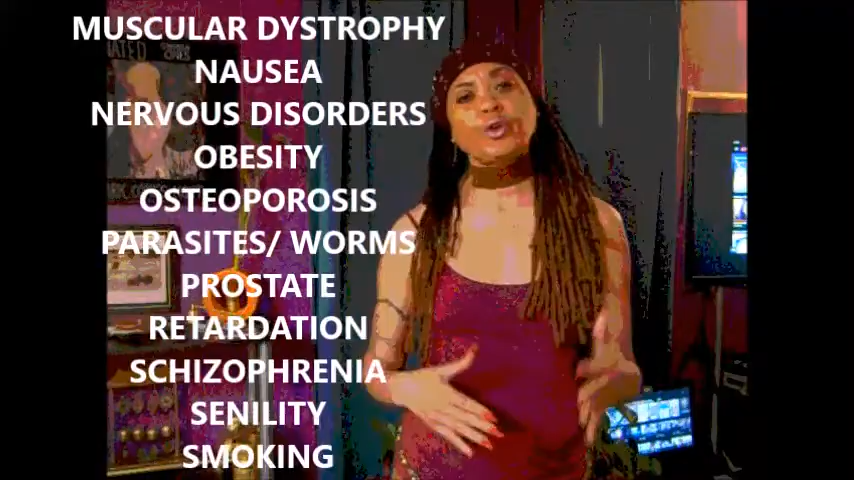 MUSCULAR DYSTROPHY
NAUSEA
NERVOUS DISORDERS
OBESITY
OSTEOPOROSIS
PARASITES/ WORMS
PROSTATE
RETARDATION
SCHIZOPHRENIA
SENILITY
SMOKING